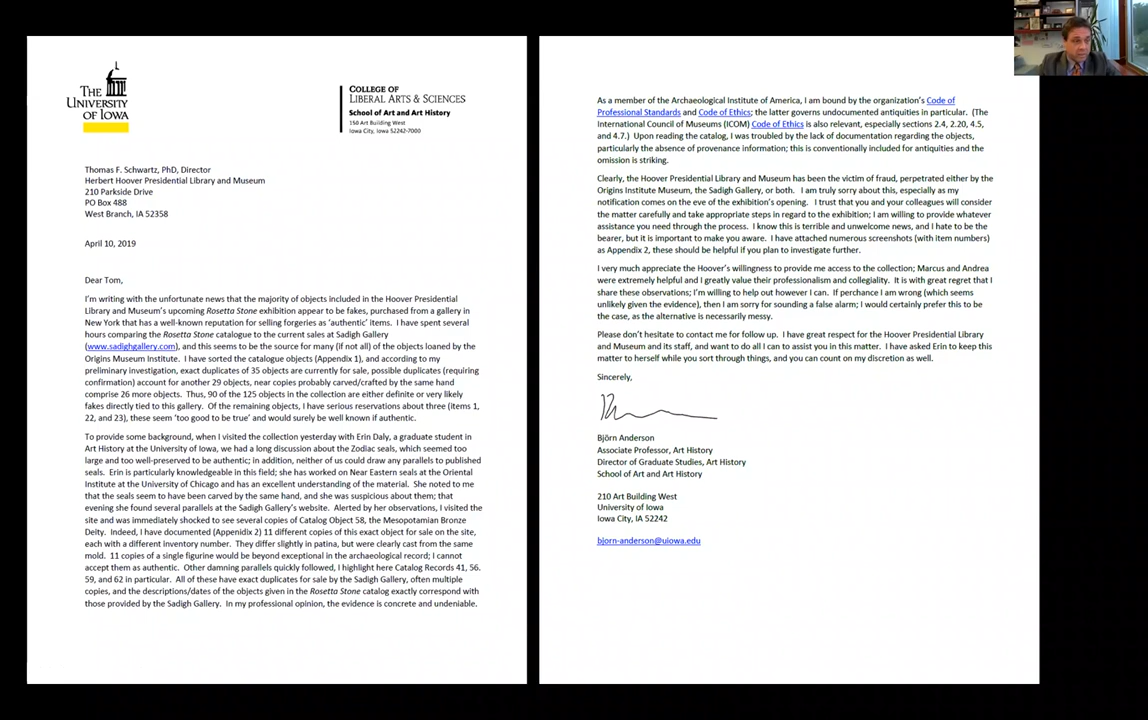 THE
UNIVERSITY
OF IOWA
COLLEGE OF
LIBERAL ARTS & SCIENCES
School of Art and Art History
150 Art Building West
Iowa City, Iowa 52242-7000
Thomas F. Schwartz, PhD, Director
Herbert Hoover Presidential Library and Museum
210 Parkside Drive
PO Box 488
West Branch, IA 52358
April 10, 2019
Dear Tom,
I'm writing with the unfortunate news that the majority of objects included in the Hoover Presidential
Library and Museum's upcoming Rosetta Stone exhibition appear to be fakes, purchased from a gallery in
New York that has a well-known reputation for selling forgeries as 'authentic' items. I have spent several
hours comparing the Rosetta Stone catalogue to the current sales at Sadigh Gallery
(www.sadighgallery.com), and this seems to be the source for many (if not all) of the objects loaned by the
Origins Museum Institute. I have sorted the catalogue objects (Appendix 1), and according to my
preliminary investigation, exact duplicates of 35 objects are currently for sale, possible duplicates (requiring
confirmation) account for another 29 objects, near copies probably carved/crafted by the same hand
comprise 26 more objects. Thus, 90 of the 125 objects in the collection are either definite or very likely
fakes directly tied to this gallery. Of the remaining objects, I have serious reservations about three (items 1,
22, and 23), these seem 'too good to be true' and would surely be well known if authentic.
To provide some background, when I visited the collection yesterday with Erin Daly, a graduate student in
Art History at the University of Iowa, we had a long discussion about the Zodiac seals, which seemed too
large and too well-preserved to be authentic; in addition, neither of us could draw any parallels to published
seals. Erin is particularly knowledgeable in this field; she has worked on Near Eastern seals at the Oriental
Institute at the University of Chicago and has an excellent understanding of the material. She noted to me
that the seals seem to have been carved by the same hand, and she was suspicious about them; that
evening she found several parallels at the Sadigh Gallery's website. Alerted by her observations, I visited the
site and was immediately shocked to see several copies of Catalog Object 58, the Mesopotamian Bronze
Deity. Indeed, I have documented (Appendix 2) 11 different copies of this exact object for sale on the site,
each with a different inventory number. They differ slightly in patina, but were clearly cast from the same
mold. 11 copies of a single figurine would be beyond exceptional in the archaeological record; I cannot
accept them as authentic. Other damning parallels quickly followed, I highlight here Catalog Records 41, 56.
59, and 62 in particular. All of these have exact duplicates for sale by the Sadigh Gallery, often multiple
copies, and the descriptions/dates of the objects given in the Rosetta Stone catalog exactly correspond with
those provided by the Sadigh Gallery. In my professional opinion, the evidence is concrete and undeniable.
As a member of the Archaeological Institute of America, I am bound by the organization's Code of
Professional Standards and Code of Ethics; the latter governs undocumented antiquities in particular. (The
International Council of Museums (ICOM) Code of Ethics is also relevant, especially sections 2.4, 2.20, 4.5,
and 4.7.) Upon reading the catalog, I was troubled by the lack of documentation regarding the objects,
particularly the absence of provenance information; this is conventionally included for antiquities and the
omission is striking.
Clearly, the Hoover Presidential Library and Museum has been the victim of fraud, perpetrated either by the
Origins Institute Museum, the Sadigh Gallery, or both. I am truly sorry about this, especially as my
notification comes on the eve of the exhibition's opening. I trust that you and your colleagues will consider
the matter carefully and take appropriate steps in regard to the exhibition; I am willing to provide whatever
assistance you need through the process. I know this is terrible and unwelcome news, and I hate to be the
bearer, but it is important to make you aware. I have attached numerous screenshots (with item numbers)
as Appendix 2, these should be helpful if you plan to investigate further.
I very much appreciate the Hoover's willingness to provide me access to the collection; Marcus and Andrea
were extremely helpful and I greatly value their professionalism and collegiality. It is with great regret that I
share these observations; I'm willing to help out however I can. If perchance I am wrong (which seems
unlikely given the evidence), then I am sorry for sounding a false alarm; I would certainly prefer this to be
the case, as the alternative is necessarily messy.
Please don't hesitate to contact me for follow up. I have great respect for the Hoover Presidential Library
and Museum and its staff, and want to do all I can to assist you in this matter. I have asked Erin to keep this
matter to herself while you sort through things, and you can count on my discretion as well.
Sincerely,
Björn Anderson
Associate Professor, Art History
Director of Graduate Studies, Art History
School of Art and Art History
210 Art Building West
University of Iowa
Iowa City, IA 52242
bjorn-anderson@uiowa.edu